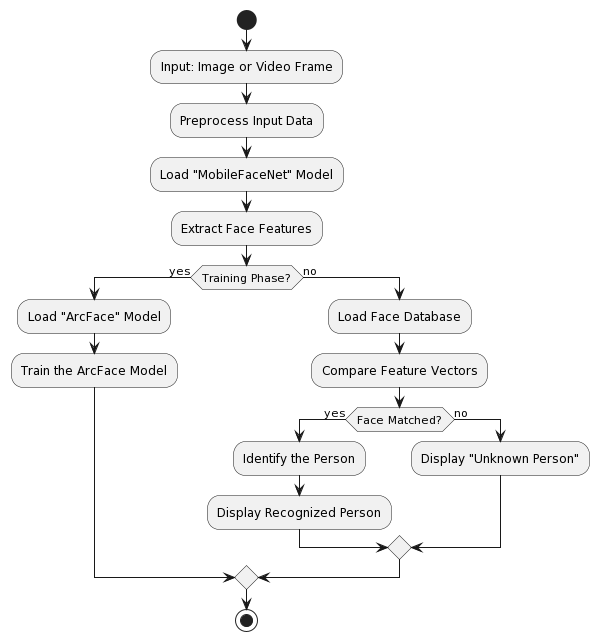 Input: Image or Video Frame
Preprocess Input Data
Load "MobileFaceNet" Model
Extract Face Features
yes
Training Phase?
no
Load "ArcFace" Model
Train the ArcFace Model
Load Face Database
Compare Feature Vectors
yes
Face Matched?
no
Identify the Person
Display Recognized Person
Display "Unknown Person"